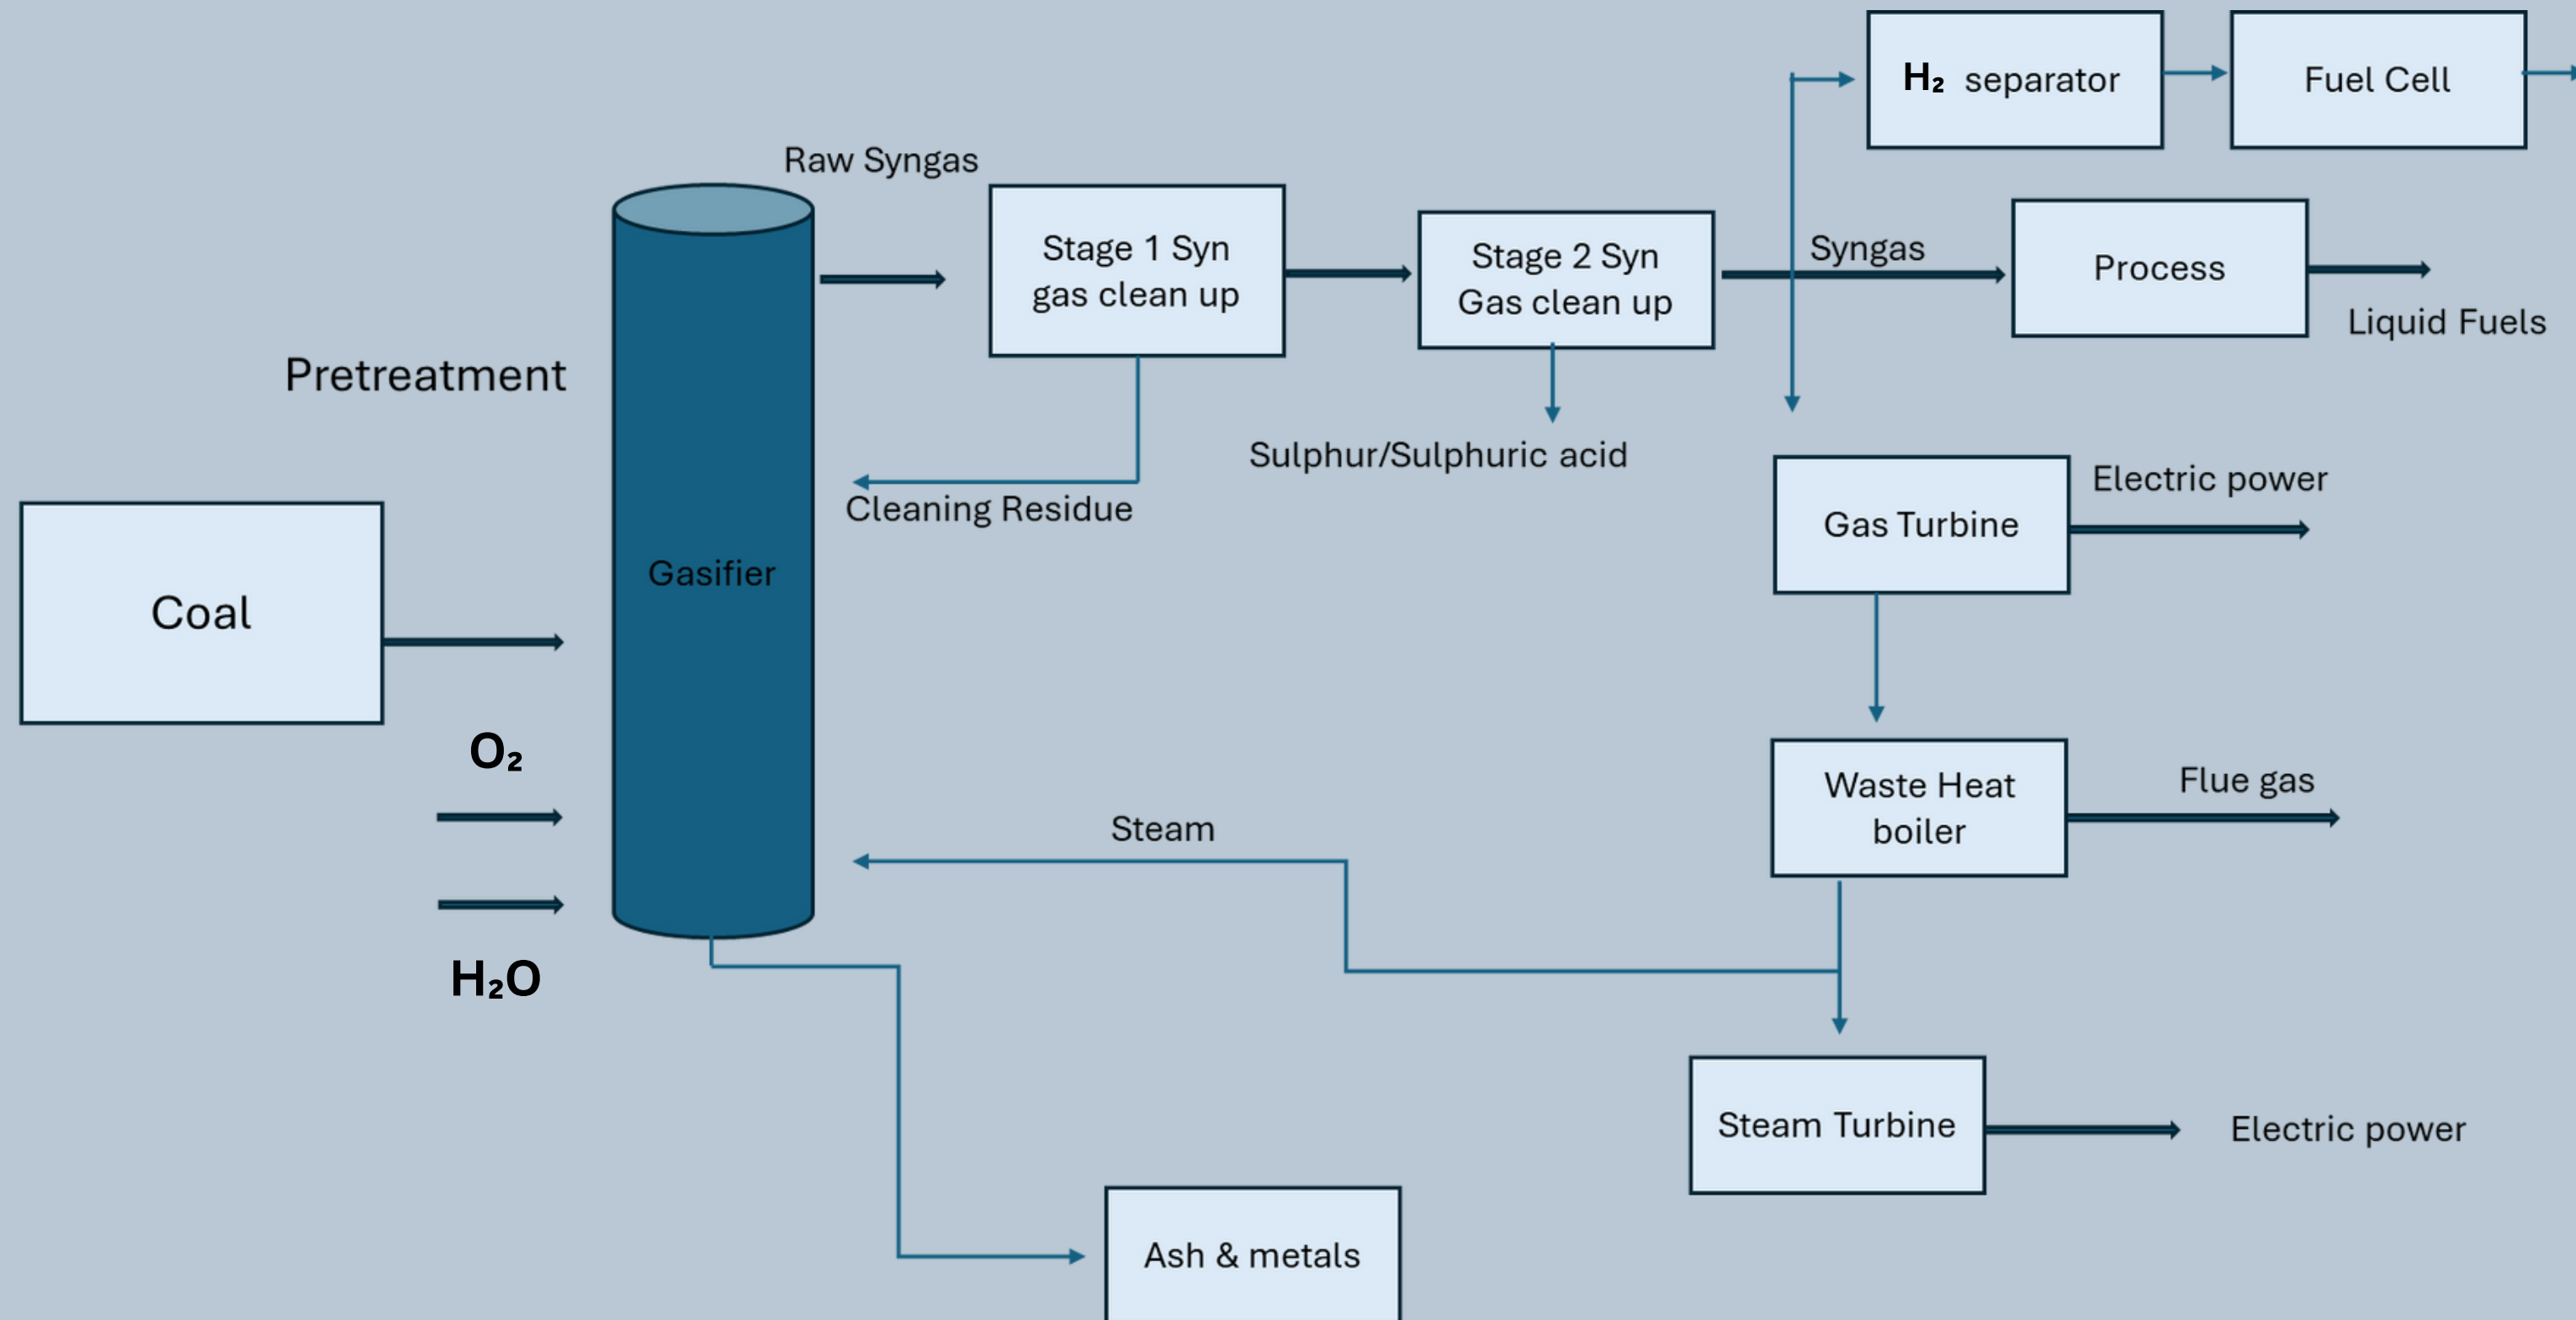 H₂ separator
Fuel Cell
Raw Syngas
Stage 1 Syn
gas clean up
Stage 2 Syn
Gas clean up
Syngas
Process
Liquid Fuels
Pretreatment
Sulphur/Sulphuric acid
Cleaning Residue
Gas Turbine
Electric power
Coal
Gasifier
O₂
H₂O
Steam
Waste Heat
boiler
Flue gas
Steam Turbine
Electric power
Ash & metals